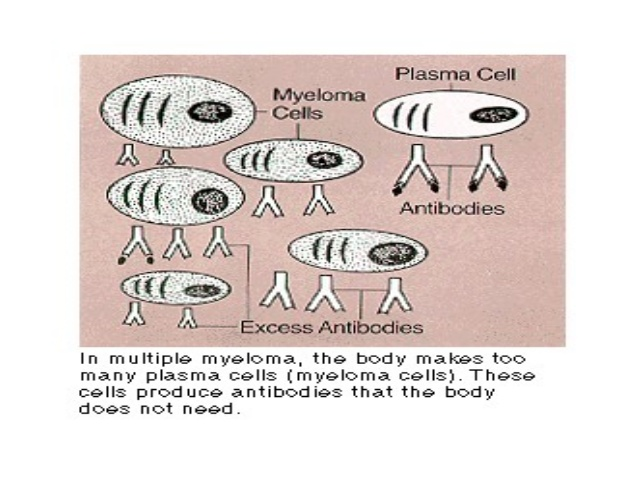 Plasma Cell
Myeloma
Cells
Antibodies
Excess Antibodies
In multiple myeloma, the body makes too
many plasma cells (myeloma cells). These
cells produce antibodies that the body
does not need.